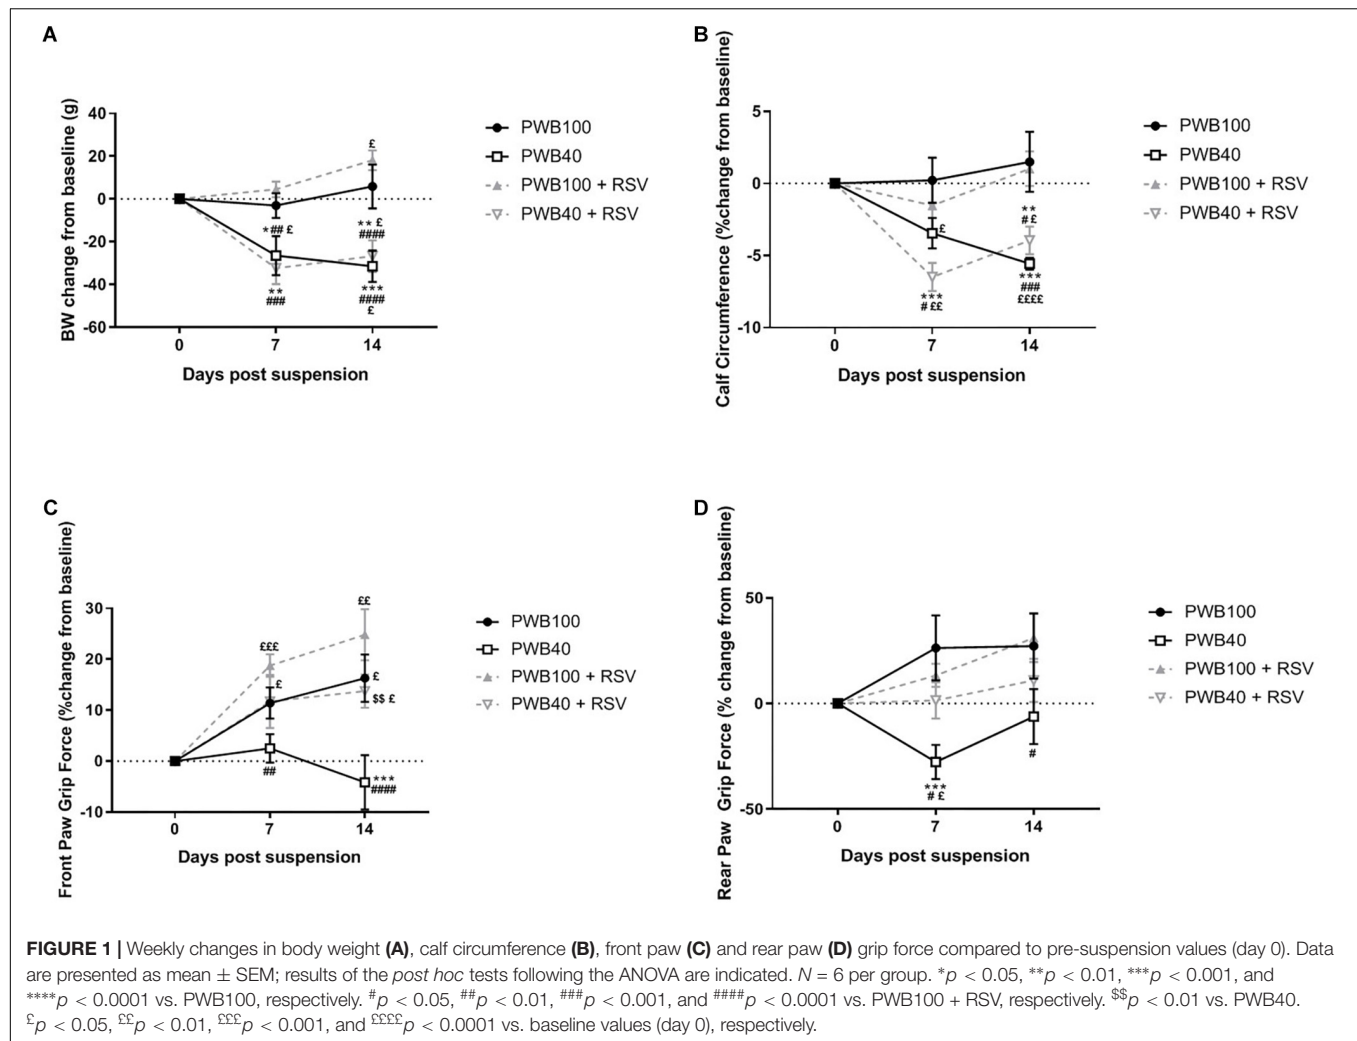 A
BW change from baseline (g)
40
20
0
-20
-40
-60
£
*## £
** £
####
**
###
***
####
£
0 7 14
Days post suspension
PWB100
PWB40
PWB100 + RSV
PWB40 + RSV
B
Calf Circumference (%change from baseline)
5
0
-5
-10
£
**
# £
***
# ££
***
###
££££
0 7 14
Days post suspension
PWB100
PWB40
PWB100 + RSV
PWB40 + RSV
C
Front Paw Grip Force (%change from baseline)
30
20
10
0
-10
££
£££
£
£
$$ £
##
***
####
0 7 14
Days post suspension
PWB100
PWB40
PWB100 + RSV
PWB40 + RSV
D
Rear Paw Grip Force (% change from baseline)
50
0
-50
#
***
# £
0 7 14
Days post suspension
PWB100
PWB40
PWB100 + RSV
PWB40 + RSV
FIGURE 1 | Weekly changes in body weight (A), calf circumference (B), front paw (C) and rear paw (D) grip force compared to pre-suspension values (day 0). Data
are presented as mean ± SEM; results of the post hoc tests following the ANOVA are indicated. N = 6 per group. *p < 0.05, **p < 0.01, ***p < 0.001, and
****p < 0.0001 vs. PWB100, respectively. #p < 0.05, ##p < 0.01, ###p < 0.001, and ####p < 0.0001 vs. PWB100 + RSV, respectively. $$p < 0.01 vs. PWB40.
£p < 0.05, ££p < 0.01, £££p < 0.001, and ££££p < 0.0001 vs. baseline values (day 0), respectively.